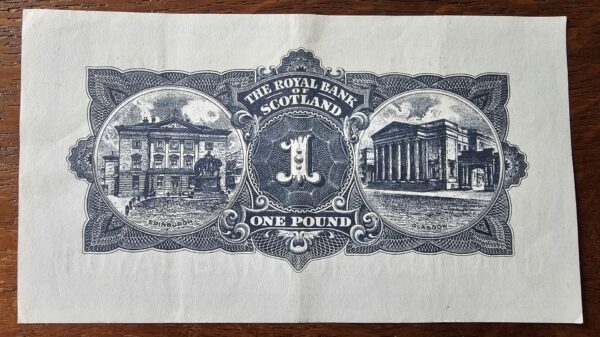 THE ROYAL BANK
OF
SCOTLAND
1
ONE POUND
EDINBURGH
GLASGOW